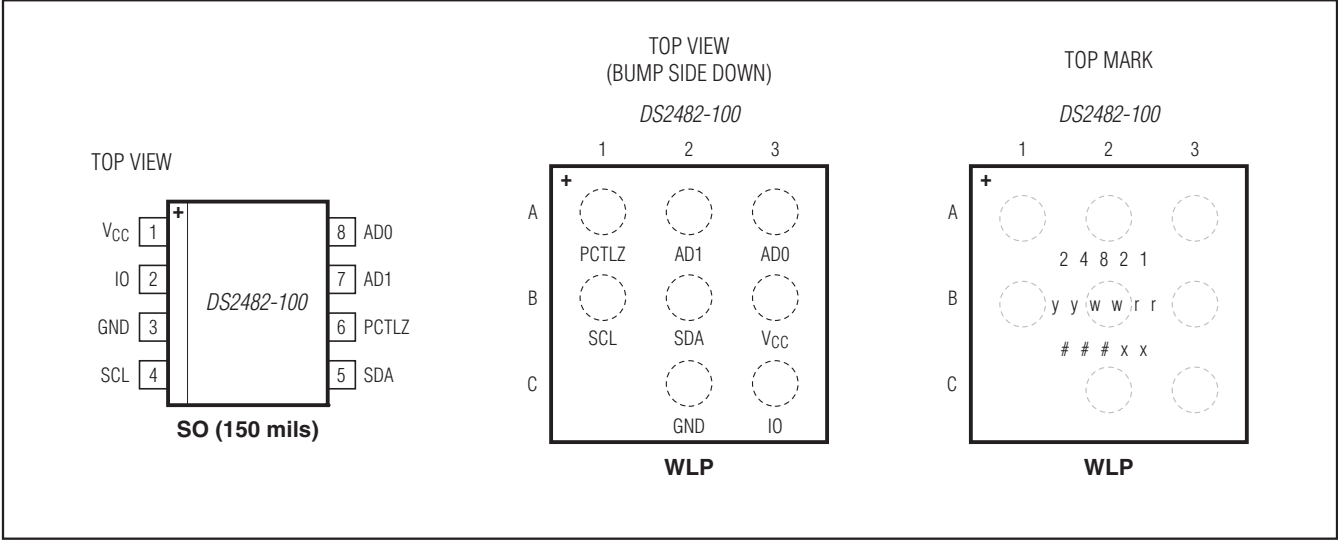 TOP VIEW
VCC 1
IO 2
GND 3
SCL 4
+
DS2482-100
8 AD0
7 AD1
6 PCTLZ
5 SDA
SO (150 mils)
TOP VIEW
(BUMP SIDE DOWN)
DS2482-100
1 2 3
+
A
PCTLZ AD1 AD0
B
SCL SDA VCC
C
GND IO
WLP
TOP MARK
DS2482-100
1 2 3
+
A
2 4 8 2 1
B
y y w w r r
# # # x x
C
WLP